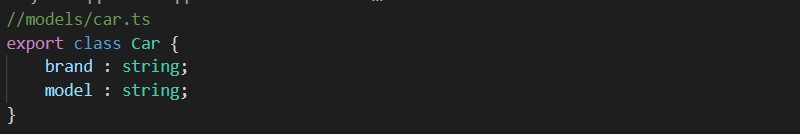 //models/car.ts
export class Car {
    brand : string;
    model : string;
}